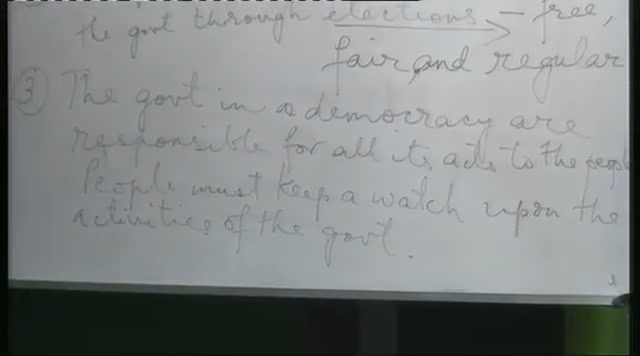 the govt through elections – free,
fair, and regular
③ The govt in a democracy are
responsible for all its acts to the people
People must keep a watch upon the
activities of the govt.